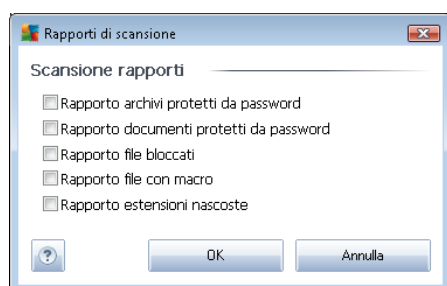 Rapporti di scansione
Scansione rapporti
Rapporto archivi protetti da password
Rapporto documenti protetti da password
Rapporto file bloccati
Rapporto file con macro
Rapporto estensioni nascoste
? OK Annulla